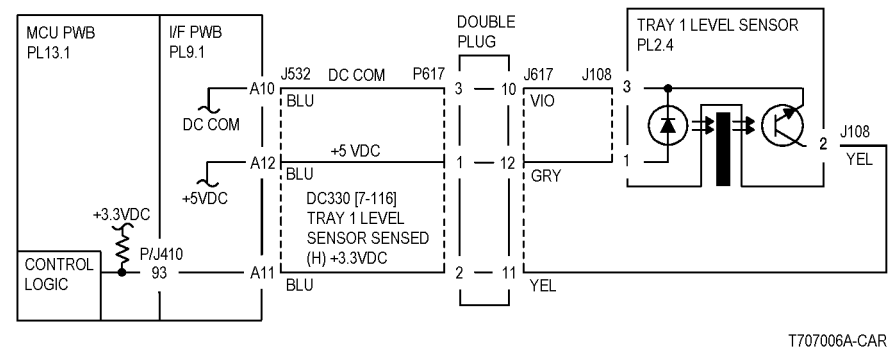 MCU PWB
PL13.1
I/F PWB
PL9.1
DOUBLE
PLUG
TRAY 1 LEVEL SENSOR
PL2.4
A10
J532
DC COM
P617
3
10
J617
J108
3
BLU
VIO
DC COM
A12
+5 VDC
1
12
1
2
J108
YEL
BLU
GRY
+5VDC
DC330 [7-116]
TRAY 1 LEVEL
SENSOR SENSED
(H) +3.3VDC
+3.3VDC
P/J410
93
CONTROL
LOGIC
A11
2
11
BLU
YEL
T707006A-CAR